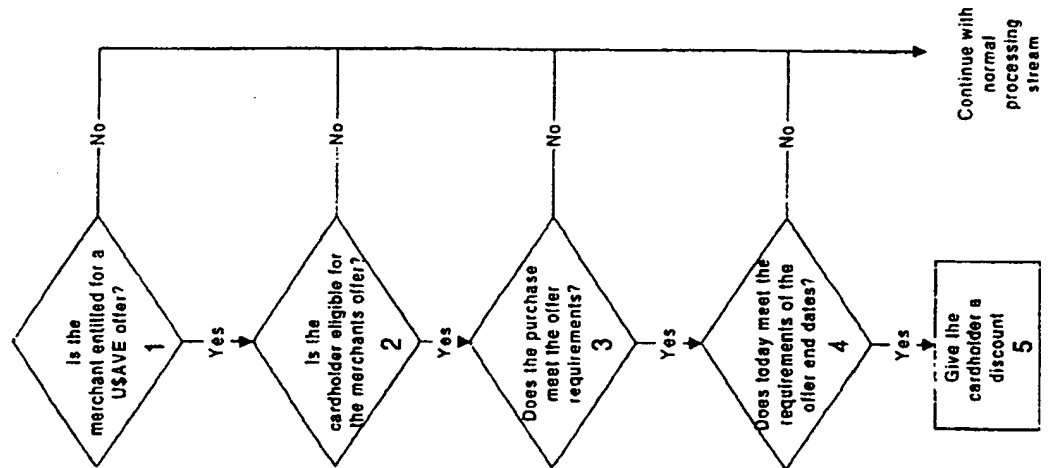 Is the
merchant entitled for a
U$AVE offer?
1
No
Yes
Is the
cardholder eligible for
the merchants offer?
2
No
Yes
Does the purchase
meet the offer
requirements?
3
No
Yes
Does today meet the
requirements of the
offer end dates?
4
No
Yes
Give the
cardholder a
discount
5
Continue with
normal
processing
stream